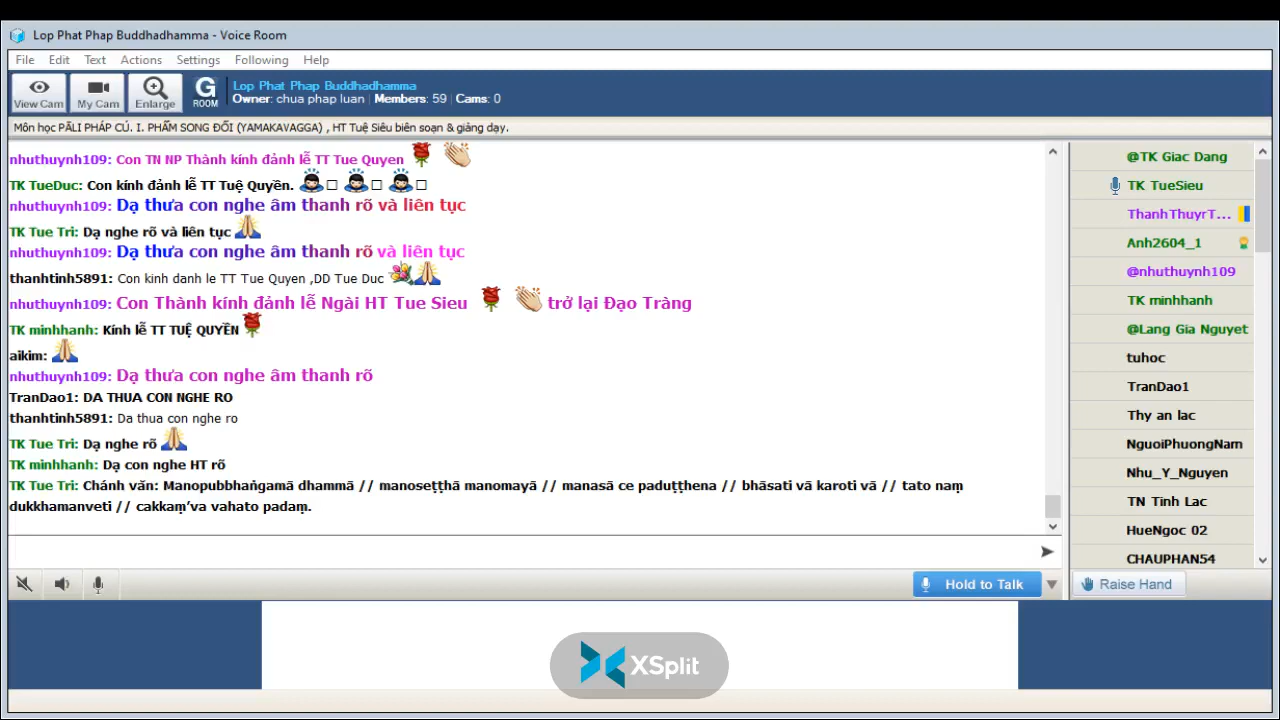 Lop Phat Phap Buddhadhamma - Voice Room
File Edit Text Actions Settings Following Help
View Cam My Cam Enlarge G ROOM
Lop Phat Phap Buddhadhamma
Owner: chua phap luan | Members: 59 | Cams: 0
Môn học PĀLI PHÁP CÚ. I. PHẨM SONG ĐỐI (YAMAKAVAGGA) , HT Tuệ Siêu biên soạn & giảng dạy.
nhuthuynh109: Con TN NP Thành kính đảnh lễ TT Tue Quyen
TK TueDuc: Con kính đảnh lễ TT Tuệ Quyền.
nhuthuynh109: Dạ thưa con nghe âm thanh rõ và liên tục
TK Tue Tri: Dạ nghe rõ và liên tục
nhuthuynh109: Dạ thưa con nghe âm thanh rõ và liên tục
thanhtinh5891: Con kinh danh le TT Tue Quyen ,DD Tue Duc
nhuthuynh109: Con Thành kính đảnh lễ Ngài HT Tue Sieu trở lại Đạo Tràng
TK minhhanh: Kính lễ TT TUỆ QUYỀN
aikim:
nhuthuynh109: Dạ thưa con nghe âm thanh rõ
TranDao1: DA THUA CON NGHE RO
thanhtinh5891: Da thua con nghe ro
TK Tue Tri: Dạ nghe rõ
TK minhhanh: Dạ con nghe HT rõ
TK Tue Tri: Chánh văn: Manopubbhaṅgamā dhammā // manoseṭṭhā manomayā // manasā ce paduṭṭhena // bhāsati vā karoti vā // tato naṃ
dukkhamanveti // cakkaṃ’va vahato padaṃ.
@TK Giac Dang
TK TueSieu
ThanhThuyrT...
Anh2604_1
@nhuthuynh109
TK minhhanh
@Lang Gia Nguyet
tuhoc
TranDao1
Thy an lac
NguoiPhuongNam
Nhu_Y_Nguyen
TN Tinh Lac
HueNgoc 02
CHAUPHAN54
Hold to Talk
Raise Hand
XSplit